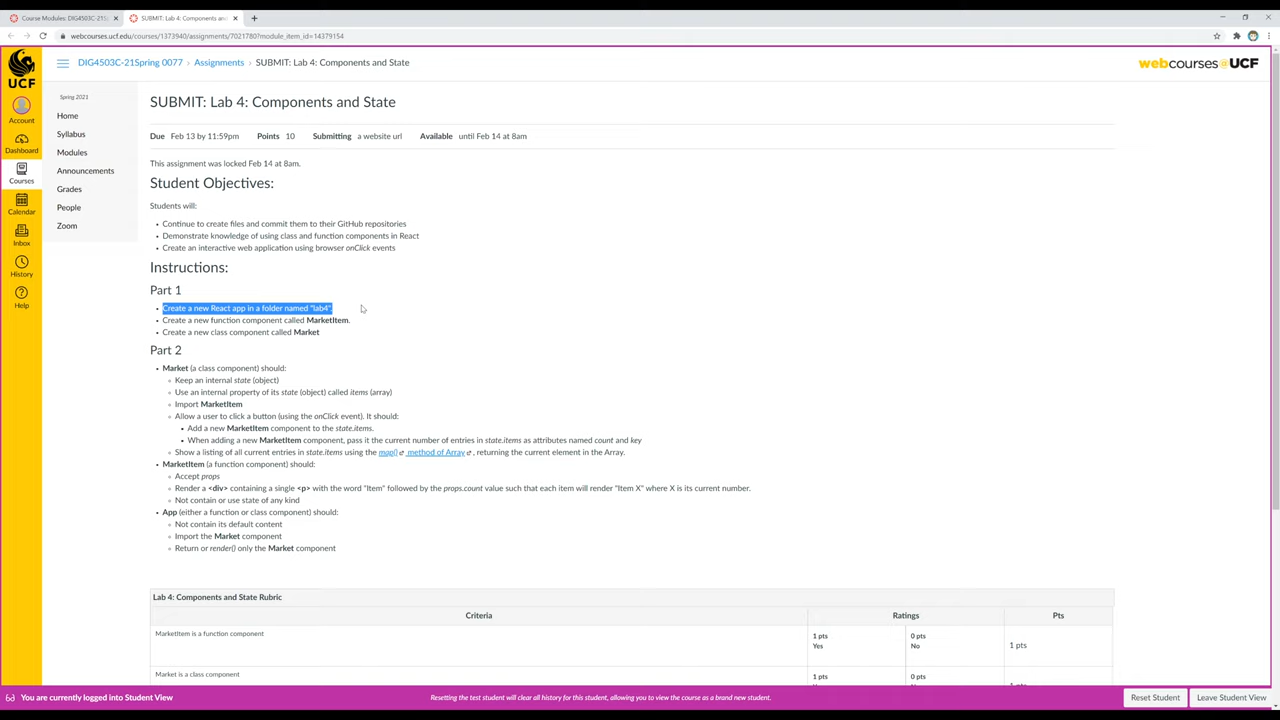 Course Modules: DIG4503C-21S
SUBMIT: Lab 4: Components and
webcourses.ucf.edu/courses/1373940/assignments/7021780?module_item_id=14379154
UCF
DIG4503C-21Spring 0077 › Assignments › SUBMIT: Lab 4: Components and State
webcourses@UCF
Account
Dashboard
Courses
Calendar
Inbox
History
Help
Spring 2021
Home
Syllabus
Modules
Announcements
Grades
People
Zoom
SUBMIT: Lab 4: Components and State
Due Feb 13 by 11:59pm Points 10 Submitting a website url Available until Feb 14 at 8am
This assignment was locked Feb 14 at 8am.
Student Objectives:
Students will:
• Continue to create files and commit them to their GitHub repositories
• Demonstrate knowledge of using class and function components in React
• Create an interactive web application using browser onClick events
Instructions:
Part 1
• Create a new React app in a folder named "lab4".
• Create a new function component called MarketItem.
• Create a new class component called Market
Part 2
• Market (a class component) should:
Keep an internal state (object)
Use an internal property of its state (object) called items (array)
Import MarketItem
Allow a user to click a button (using the onClick event). It should:
Add a new MarketItem component to the state.items.
When adding a new MarketItem component, pass it the current number of entries in state.items as attributes named count and key
Show a listing of all current entries in state.items using the map() method of Array , returning the current element in the Array.
• MarketItem (a function component) should:
Accept props
Render a <div> containing a single <p> with the word "Item" followed by the props.count value such that each item will render "Item X" where X is its current number.
Not contain or use state of any kind
• App (either a function or class component) should:
Not contain its default content
Import the Market component
Return or render() only the Market component
Lab 4: Components and State Rubric
Criteria Ratings Pts
MarketItem is a function component
1 pts 0 pts
Yes No
1 pts
Market is a class component
1 pts 0 pts
You are currently logged into Student View
Resetting the test student will clear all history for this student, allowing you to view the course as a brand new student.
Reset Student
Leave Student View